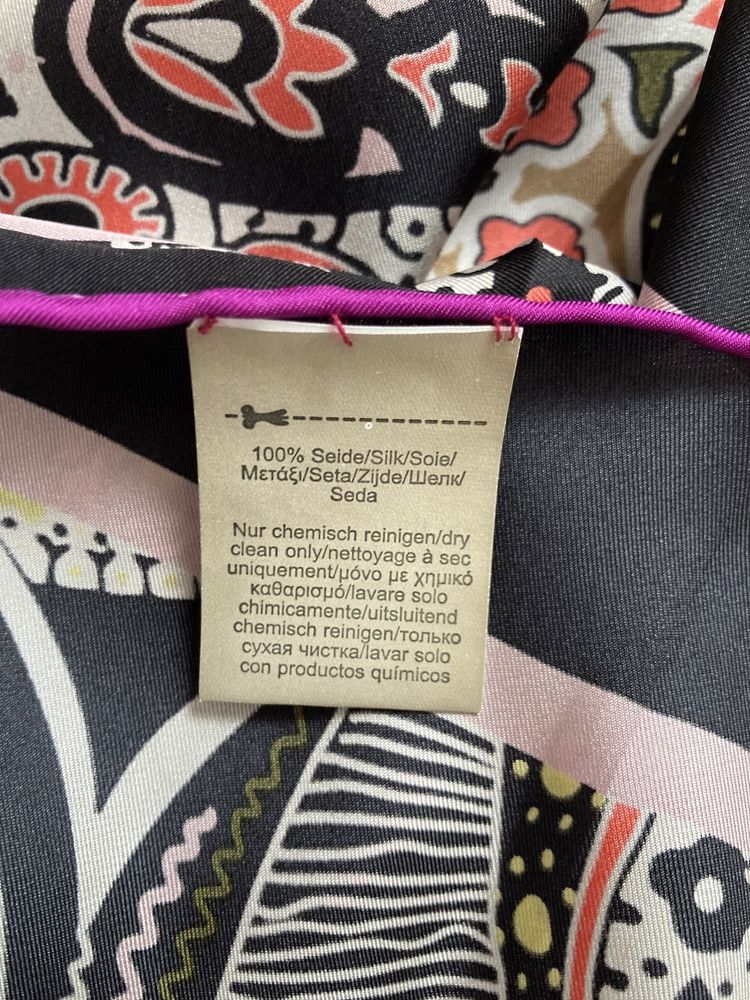 100% Seide/Silk/Soie/
Μετάξι/Seta/Zijde/Шелк/
Seda
Nur chemisch reinigen/dry
clean only/nettoyage à sec
uniquement/μόνο με χημικό
καθαρισμό/lavare solo
chimicamente/uitsluitend
chemisch reinigen/только
сухая чистка/lavar solo
con productos químicos